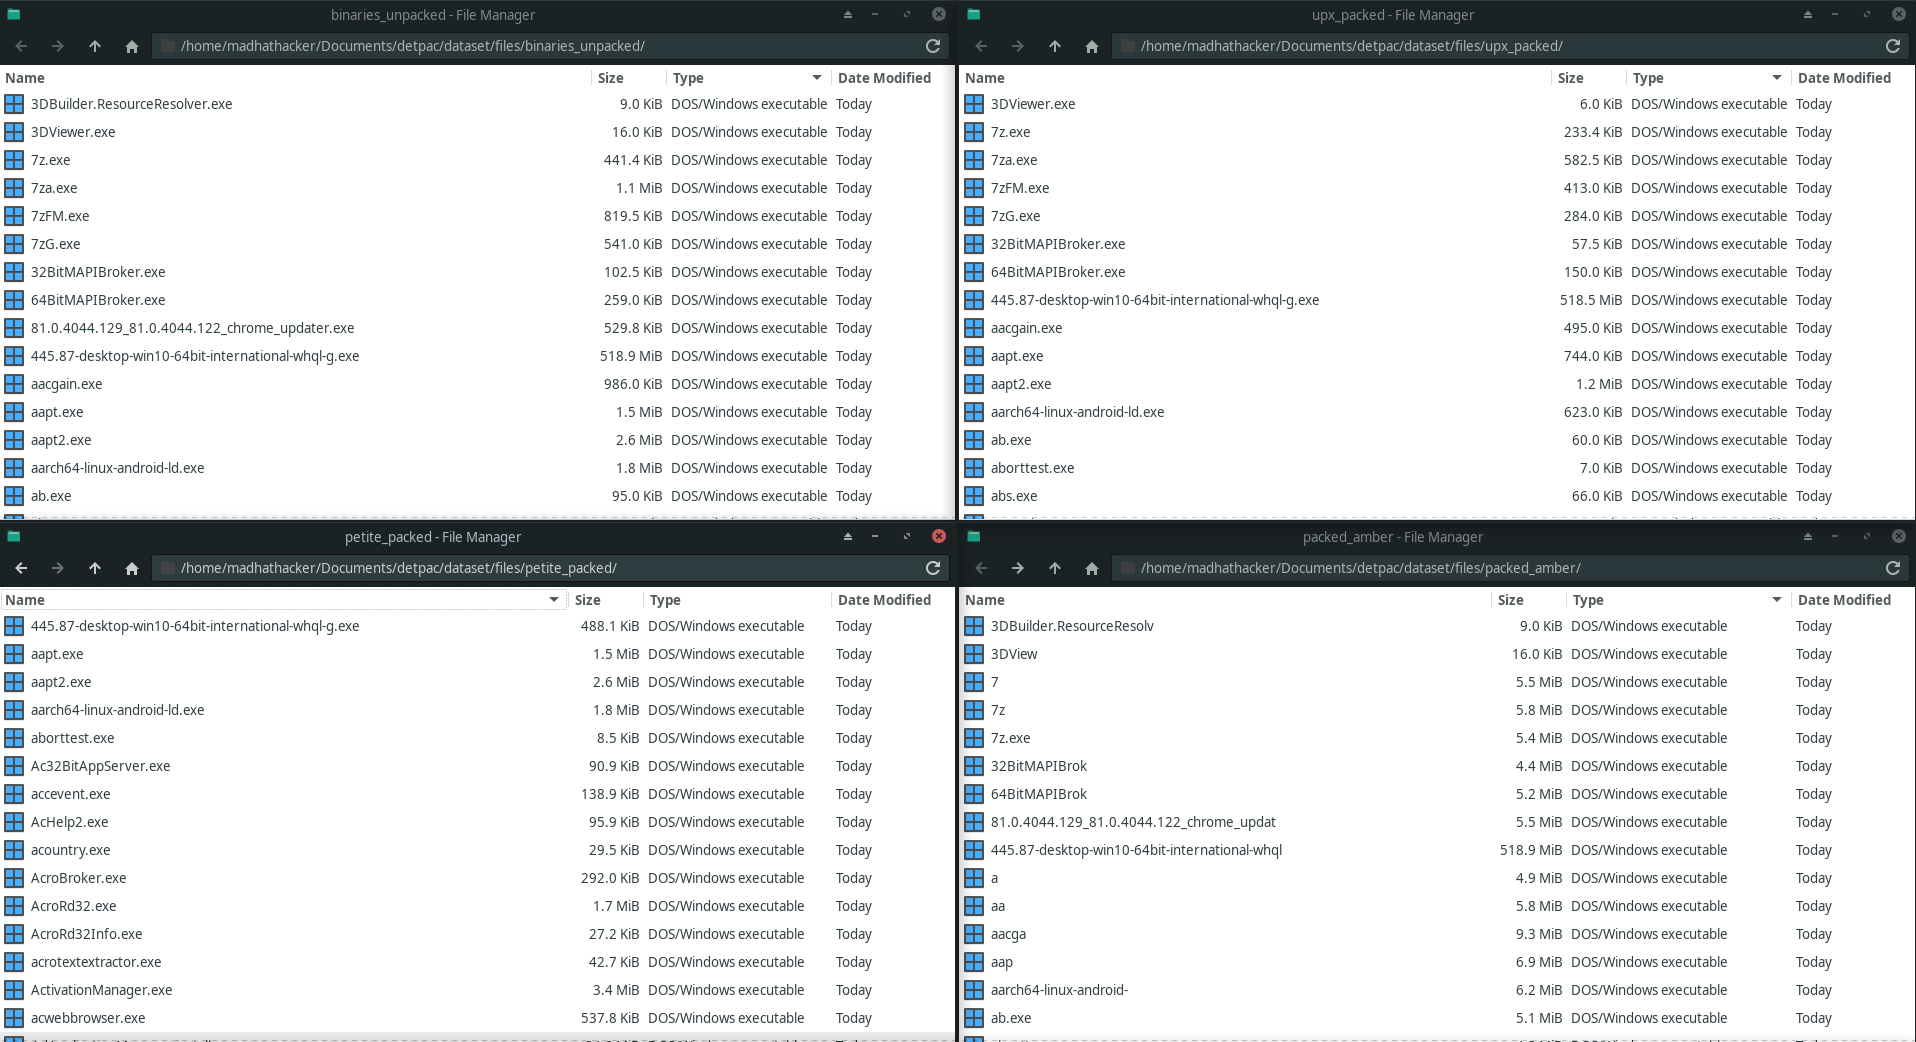 binaries_unpacked - File Manager
/home/madhathacker/Documents/detpac/dataset/files/binaries_unpacked/
Name Size Type Date Modified
3DBuilder.ResourceResolver.exe 9.0 KiB DOS/Windows executable Today
3DViewer.exe 16.0 KiB DOS/Windows executable Today
7z.exe 441.4 KiB DOS/Windows executable Today
7za.exe 1.1 MiB DOS/Windows executable Today
7zFM.exe 819.5 KiB DOS/Windows executable Today
7zG.exe 541.0 KiB DOS/Windows executable Today
32BitMAPIBroker.exe 102.5 KiB DOS/Windows executable Today
64BitMAPIBroker.exe 259.0 KiB DOS/Windows executable Today
81.0.4044.129_81.0.4044.122_chrome_updater.exe 529.8 KiB DOS/Windows executable Today
445.87-desktop-win10-64bit-international-whql-g.exe 518.9 MiB DOS/Windows executable Today
aacgain.exe 986.0 KiB DOS/Windows executable Today
aapt.exe 1.5 MiB DOS/Windows executable Today
aapt2.exe 2.6 MiB DOS/Windows executable Today
aarch64-linux-android-ld.exe 1.8 MiB DOS/Windows executable Today
ab.exe 95.0 KiB DOS/Windows executable Today
upx_packed - File Manager
/home/madhathacker/Documents/detpac/dataset/files/upx_packed/
Name Size Type Date Modified
3DViewer.exe 6.0 KiB DOS/Windows executable Today
7z.exe 233.4 KiB DOS/Windows executable Today
7za.exe 582.5 KiB DOS/Windows executable Today
7zFM.exe 413.0 KiB DOS/Windows executable Today
7zG.exe 284.0 KiB DOS/Windows executable Today
32BitMAPIBroker.exe 57.5 KiB DOS/Windows executable Today
64BitMAPIBroker.exe 150.0 KiB DOS/Windows executable Today
445.87-desktop-win10-64bit-international-whql-g.exe 518.5 MiB DOS/Windows executable Today
aacgain.exe 495.0 KiB DOS/Windows executable Today
aapt.exe 744.0 KiB DOS/Windows executable Today
aapt2.exe 1.2 MiB DOS/Windows executable Today
aarch64-linux-android-ld.exe 623.0 KiB DOS/Windows executable Today
ab.exe 60.0 KiB DOS/Windows executable Today
aborttest.exe 7.0 KiB DOS/Windows executable Today
abs.exe 66.0 KiB DOS/Windows executable Today
petite_packed - File Manager
/home/madhathacker/Documents/detpac/dataset/files/petite_packed/
Name Size Type Date Modified
445.87-desktop-win10-64bit-international-whql-g.exe 488.1 KiB DOS/Windows executable Today
aapt.exe 1.5 MiB DOS/Windows executable Today
aapt2.exe 2.6 MiB DOS/Windows executable Today
aarch64-linux-android-ld.exe 1.8 MiB DOS/Windows executable Today
aborttest.exe 8.5 KiB DOS/Windows executable Today
Ac32BitAppServer.exe 90.9 KiB DOS/Windows executable Today
accevent.exe 138.9 KiB DOS/Windows executable Today
AcHelp2.exe 95.9 KiB DOS/Windows executable Today
acountry.exe 29.5 KiB DOS/Windows executable Today
AcroBroker.exe 292.0 KiB DOS/Windows executable Today
AcroRd32.exe 1.7 MiB DOS/Windows executable Today
AcroRd32Info.exe 27.2 KiB DOS/Windows executable Today
acrotextextractor.exe 42.7 KiB DOS/Windows executable Today
ActivationManager.exe 3.4 MiB DOS/Windows executable Today
acwebbrowser.exe 537.8 KiB DOS/Windows executable Today
packed_amber - File Manager
/home/madhathacker/Documents/detpac/dataset/files/packed_amber/
Name Size Type Date Modified
3DBuilder.ResourceResolv 9.0 KiB DOS/Windows executable Today
3DView 16.0 KiB DOS/Windows executable Today
7 5.5 MiB DOS/Windows executable Today
7z 5.8 MiB DOS/Windows executable Today
7z.exe 5.4 MiB DOS/Windows executable Today
32BitMAPIBrok 4.4 MiB DOS/Windows executable Today
64BitMAPIBrok 5.2 MiB DOS/Windows executable Today
81.0.4044.129_81.0.4044.122_chrome_updat 5.5 MiB DOS/Windows executable Today
445.87-desktop-win10-64bit-international-whql 518.9 MiB DOS/Windows executable Today
a 4.9 MiB DOS/Windows executable Today
aa 5.8 MiB DOS/Windows executable Today
aacga 9.3 MiB DOS/Windows executable Today
aap 6.9 MiB DOS/Windows executable Today
aarch64-linux-android- 6.2 MiB DOS/Windows executable Today
ab.exe 5.1 MiB DOS/Windows executable Today